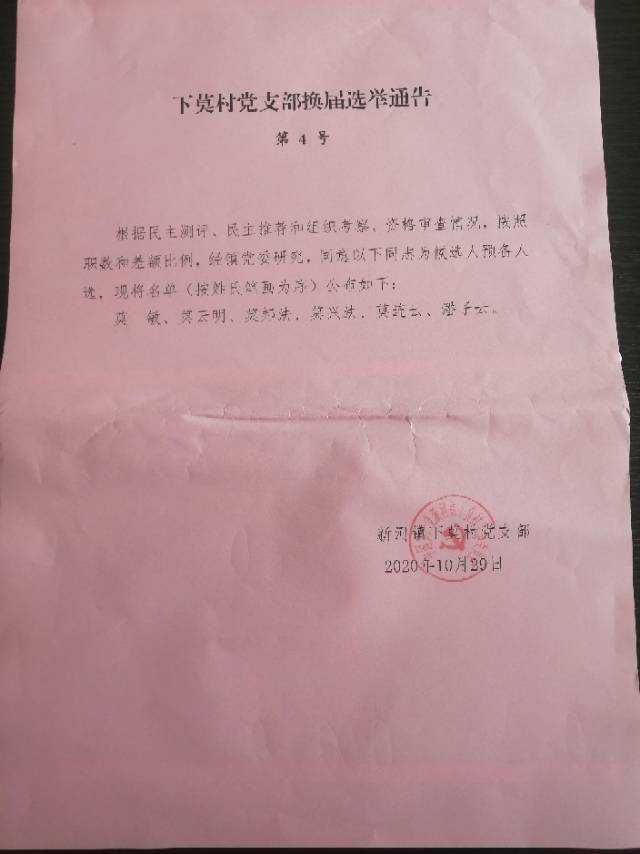 下莫村党支部换届选举通告
第 4 号
根据民主测评、民主推荐和组织考察、资格审查情况，按照
职数和差额比例，经镇党委研究，同意以下同志为候选人预备人
选，现将名单（按姓氏笔画为序）公布如下：
莫 敏、莫云明、
新河镇下莫村党支部
2020年10月29日